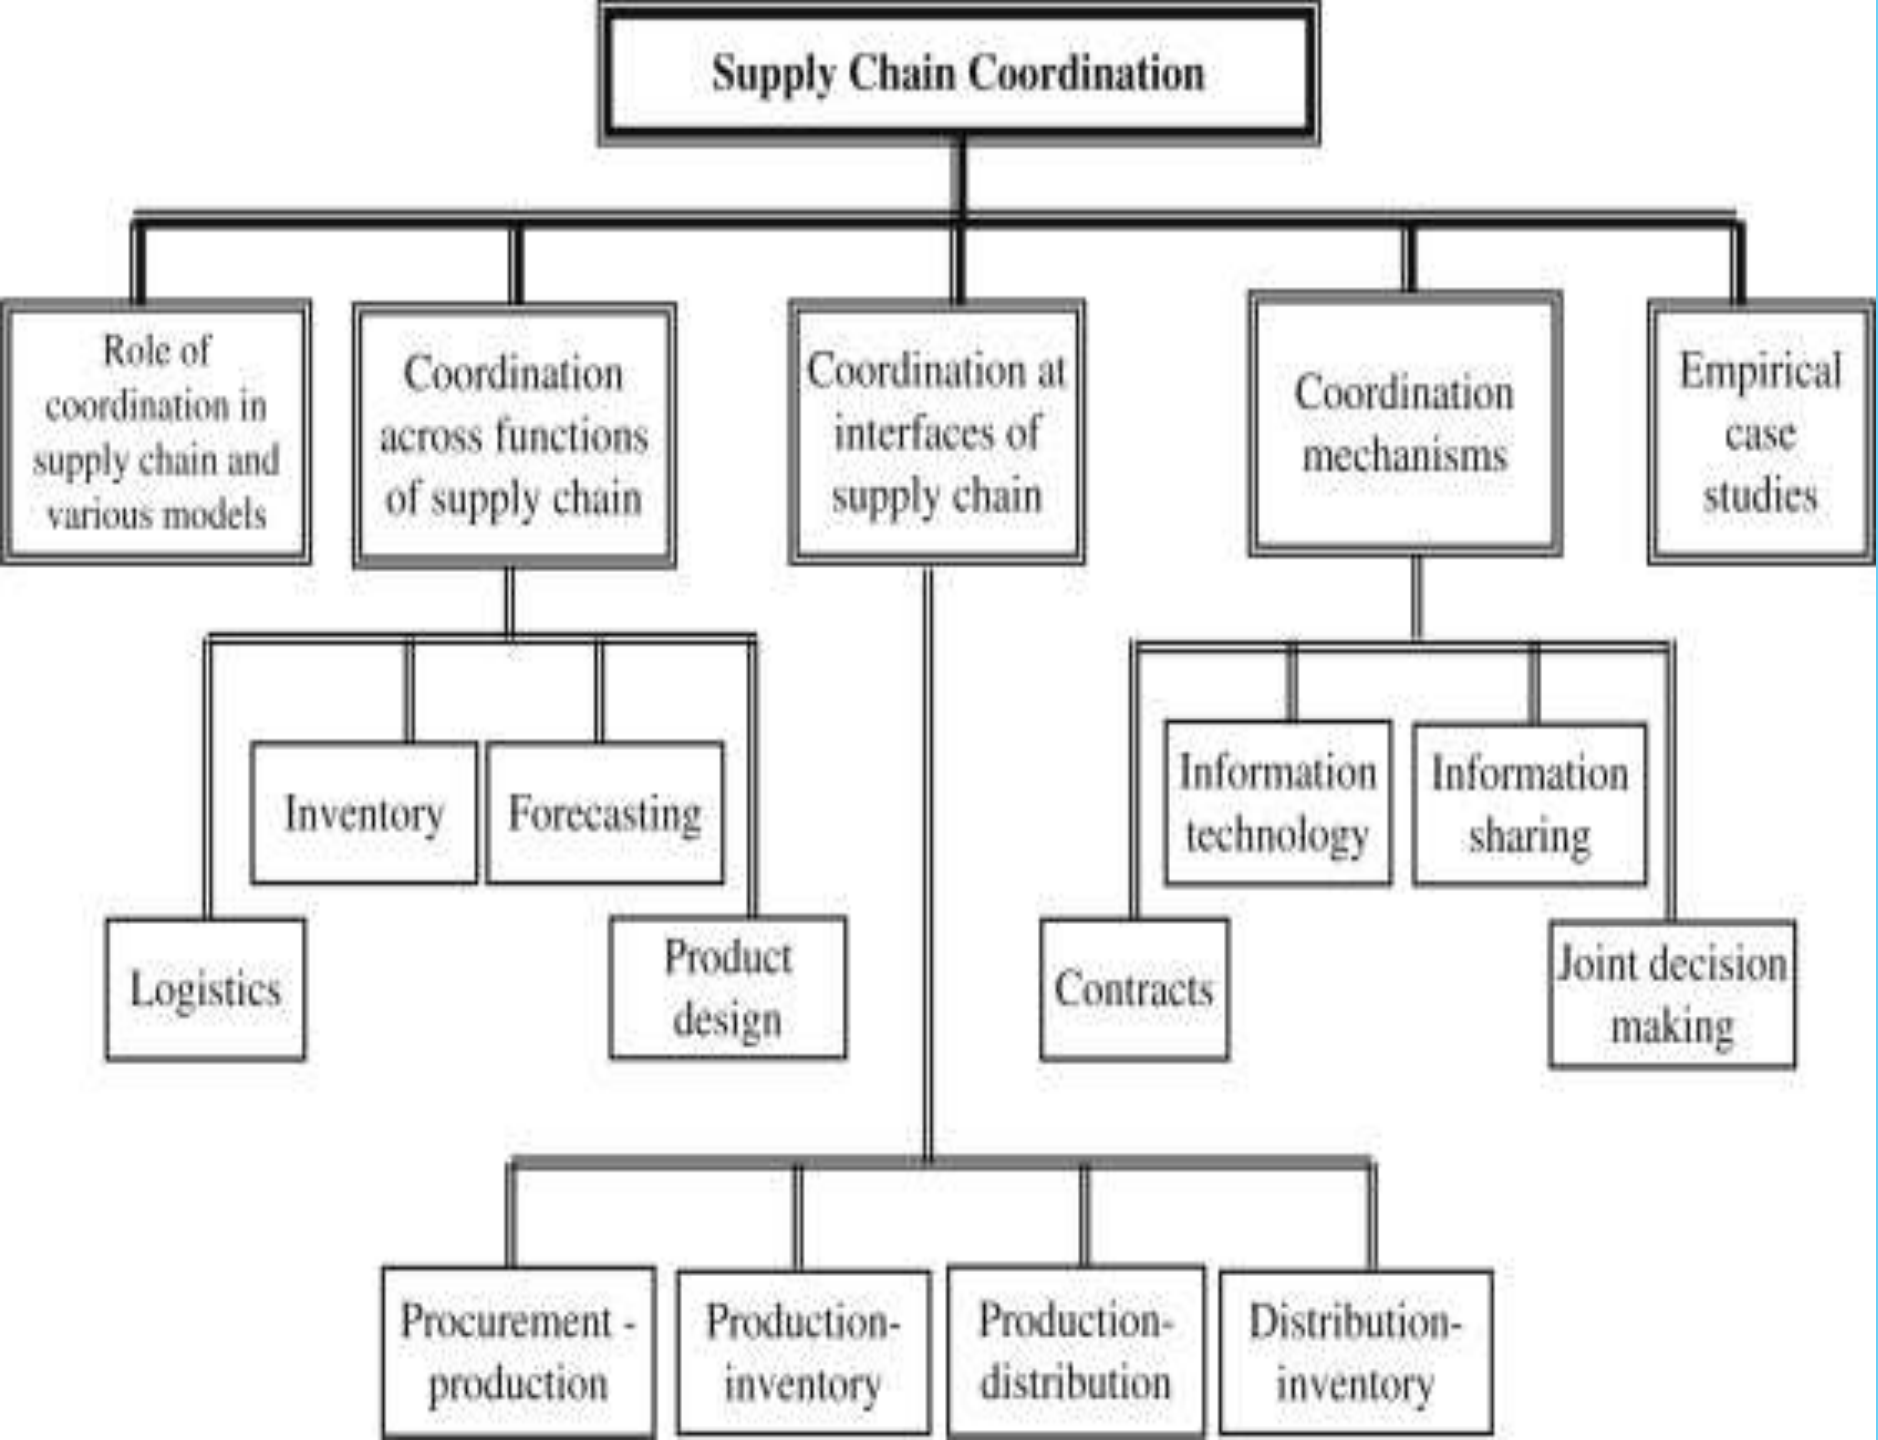 Supply Chain Coordination
Role of
coordination in
supply chain and
various models
Coordination
across functions
of supply chain
Coordination at
interfaces of
supply chain
Coordination
mechanisms
Empirical
case
studies
Inventory
Forecasting
Logistics
Product
design
Information
technology
Information
sharing
Contracts
Joint decision
making
Procurement -
production
Production-
inventory
Production-
distribution
Distribution-
inventory